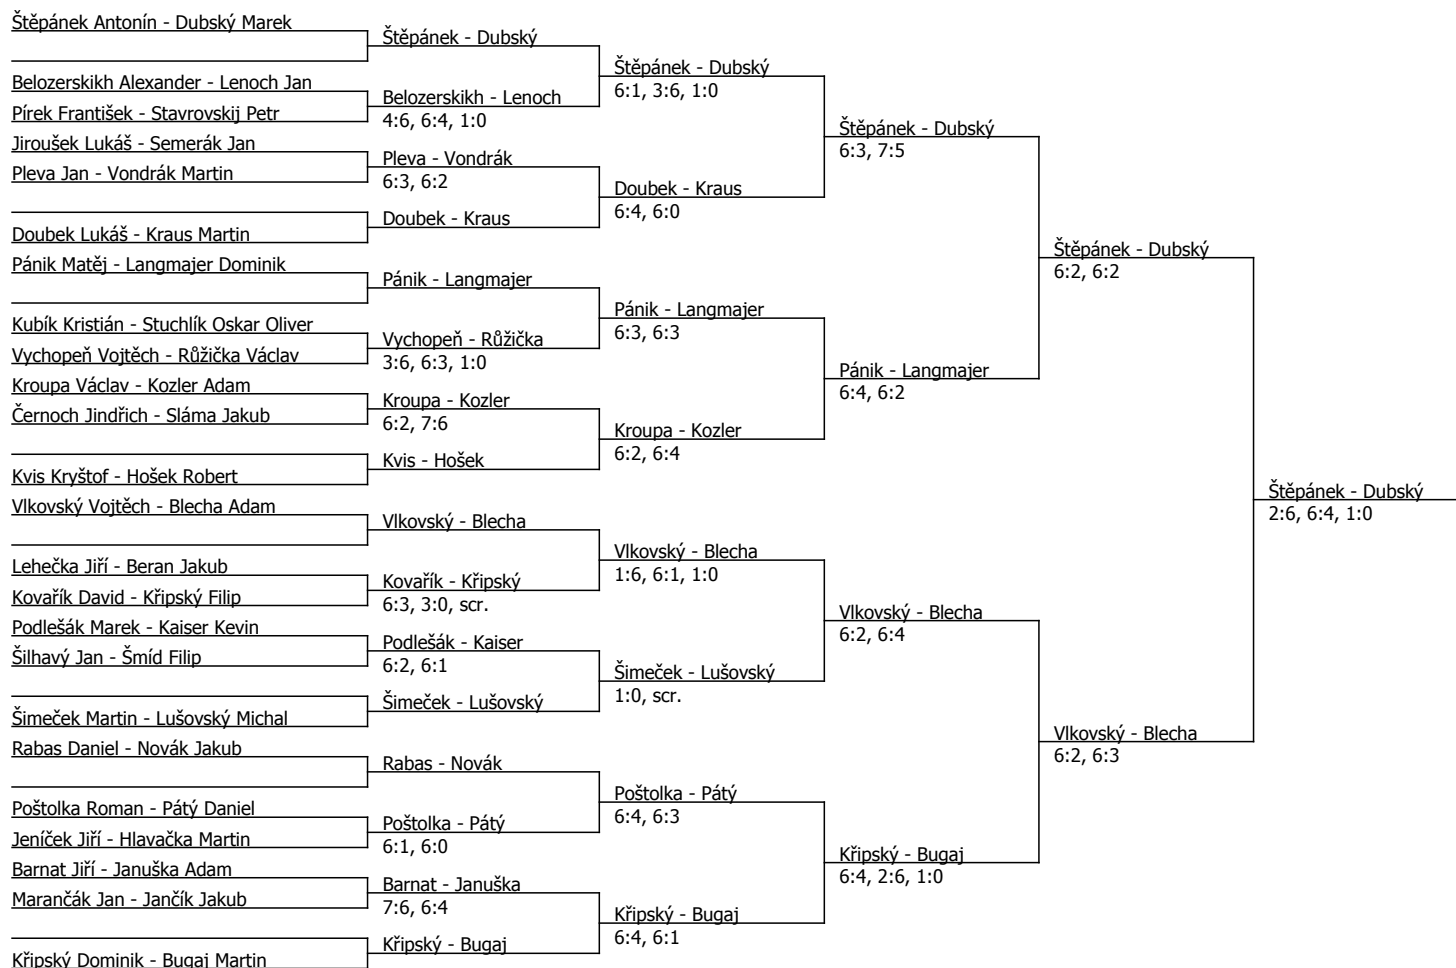 Štěpánek Antonín - Dubský Marek
Belozerskikh Alexander - Lenoch Jan
Pírek František - Stavrovskij Petr
Jiroušek Lukáš - Semerák Jan
Pleva Jan - Vondrák Martin
Doubek Lukáš - Kraus Martin
Pánik Matěj - Langmajer Dominik
Kubík Kristián - Stuchlík Oskar Oliver
Vychopeň Vojtěch - Růžička Václav
Kroupa Václav - Kozler Adam
Černoch Jindřich - Sláma Jakub
Kvis Kryštof - Hošek Robert
Vlkovský Vojtěch - Blecha Adam
Lehečka Jiří - Beran Jakub
Kovařík David - Křipský Filip
Podlešák Marek - Kaiser Kevin
Šilhavý Jan - Šmíd Filip
Šimeček Martin - Lušovský Michal
Rabas Daniel - Novák Jakub
Poštolka Roman - Pátý Daniel
Jeníček Jiří - Hlavačka Martin
Barnat Jiří - Januška Adam
Marančák Jan - Jančík Jakub
Křipský Dominik - Bugaj Martin
Štěpánek - Dubský
Belozerskikh - Lenoch
4:6, 6:4, 1:0
Pleva - Vondrák
6:3, 6:2
Doubek - Kraus
Pánik - Langmajer
Vychopeň - Růžička
3:6, 6:3, 1:0
Kroupa - Kozler
6:2, 7:6
Kvis - Hošek
Vlkovský - Blecha
Kovařík - Křipský
6:3, 3:0, scr.
Podlešák - Kaiser
6:2, 6:1
Šimeček - Lušovský
Rabas - Novák
Poštolka - Pátý
6:1, 6:0
Barnat - Januška
7:6, 6:4
Křipský - Bugaj
Štěpánek - Dubský
6:1, 3:6, 1:0
Doubek - Kraus
6:4, 6:0
Pánik - Langmajer
6:3, 6:3
Kroupa - Kozler
6:2, 6:4
Vlkovský - Blecha
1:6, 6:1, 1:0
Šimeček - Lušovský
1:0, scr.
Poštolka - Pátý
6:4, 6:3
Křipský - Bugaj
6:4, 6:1
Štěpánek - Dubský
6:3, 7:5
Pánik - Langmajer
6:4, 6:2
Vlkovský - Blecha
6:2, 6:4
Křipský - Bugaj
6:4, 2:6, 1:0
Štěpánek - Dubský
6:2, 6:2
Vlkovský - Blecha
6:2, 6:3
Štěpánek - Dubský
2:6, 6:4, 1:0